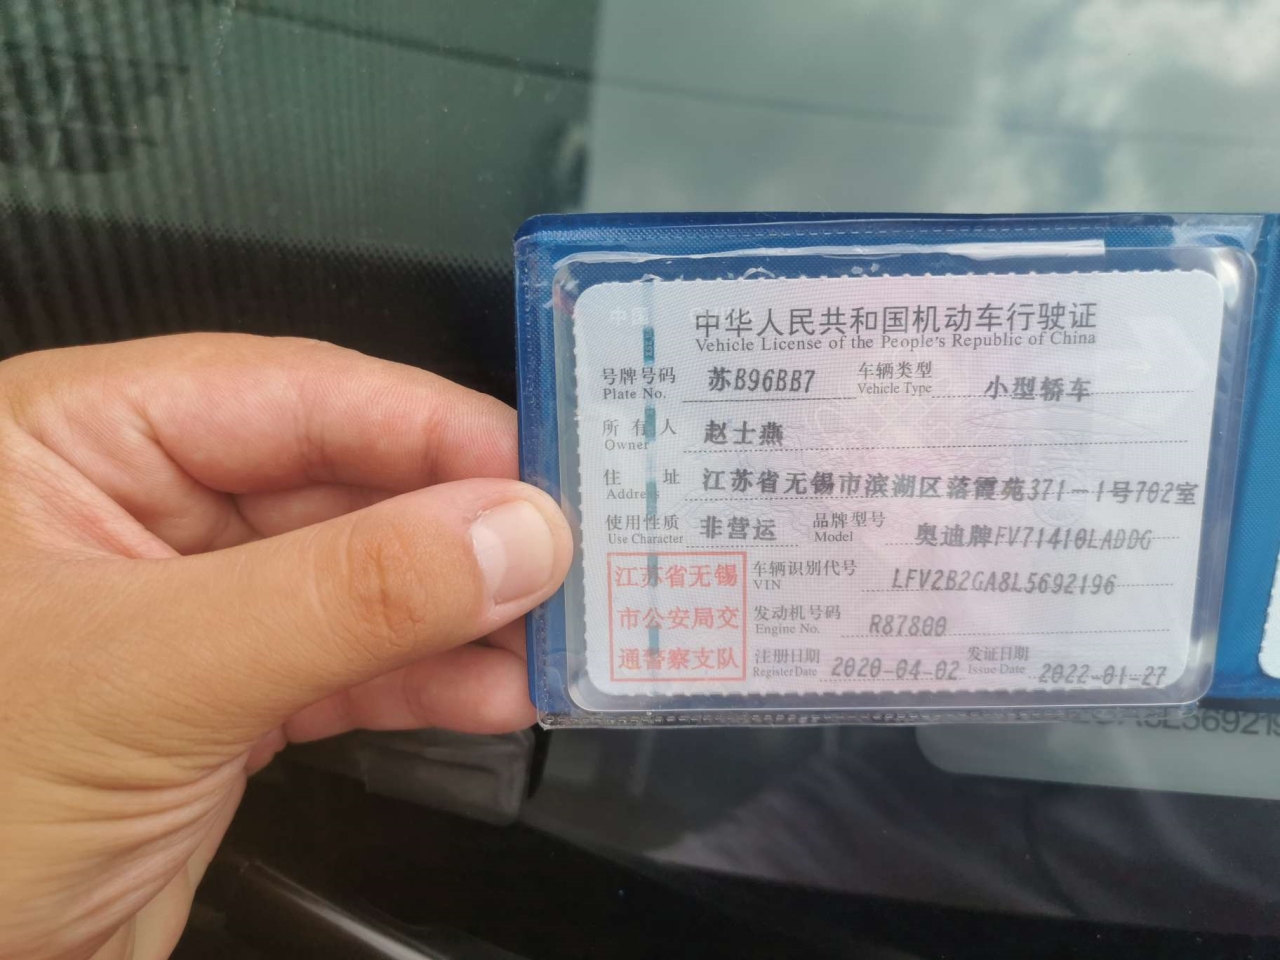 中华人民共和国机动车行驶证
Vehicle License of the People's Republic of China
号牌号码 苏B96BB7 车辆类型 小型轿车
Plate No. Vehicle Type
所有人 赵士燕
Owner
住址 江苏省无锡市滨湖区落霞苑371-1号702室
Address
使用性质 非营运 品牌型号 奥迪牌FV71410LADDG
Use Character Model
江苏省无锡
市公安局交
通警察支队
车辆识别代号 LFV2B2GA8L5692196
VIN
发动机号码 R87800
Engine No.
注册日期 2020-04-02 发证日期 2022-01-27
Register Date Issue Date